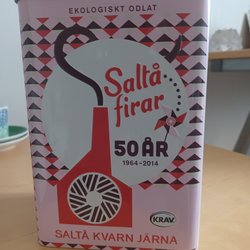 EKOLOGISKT ODLAT
Saltå
firar
50 ÅR
1964-2014
KRAV
SALTÅ KVARN JÄRNA